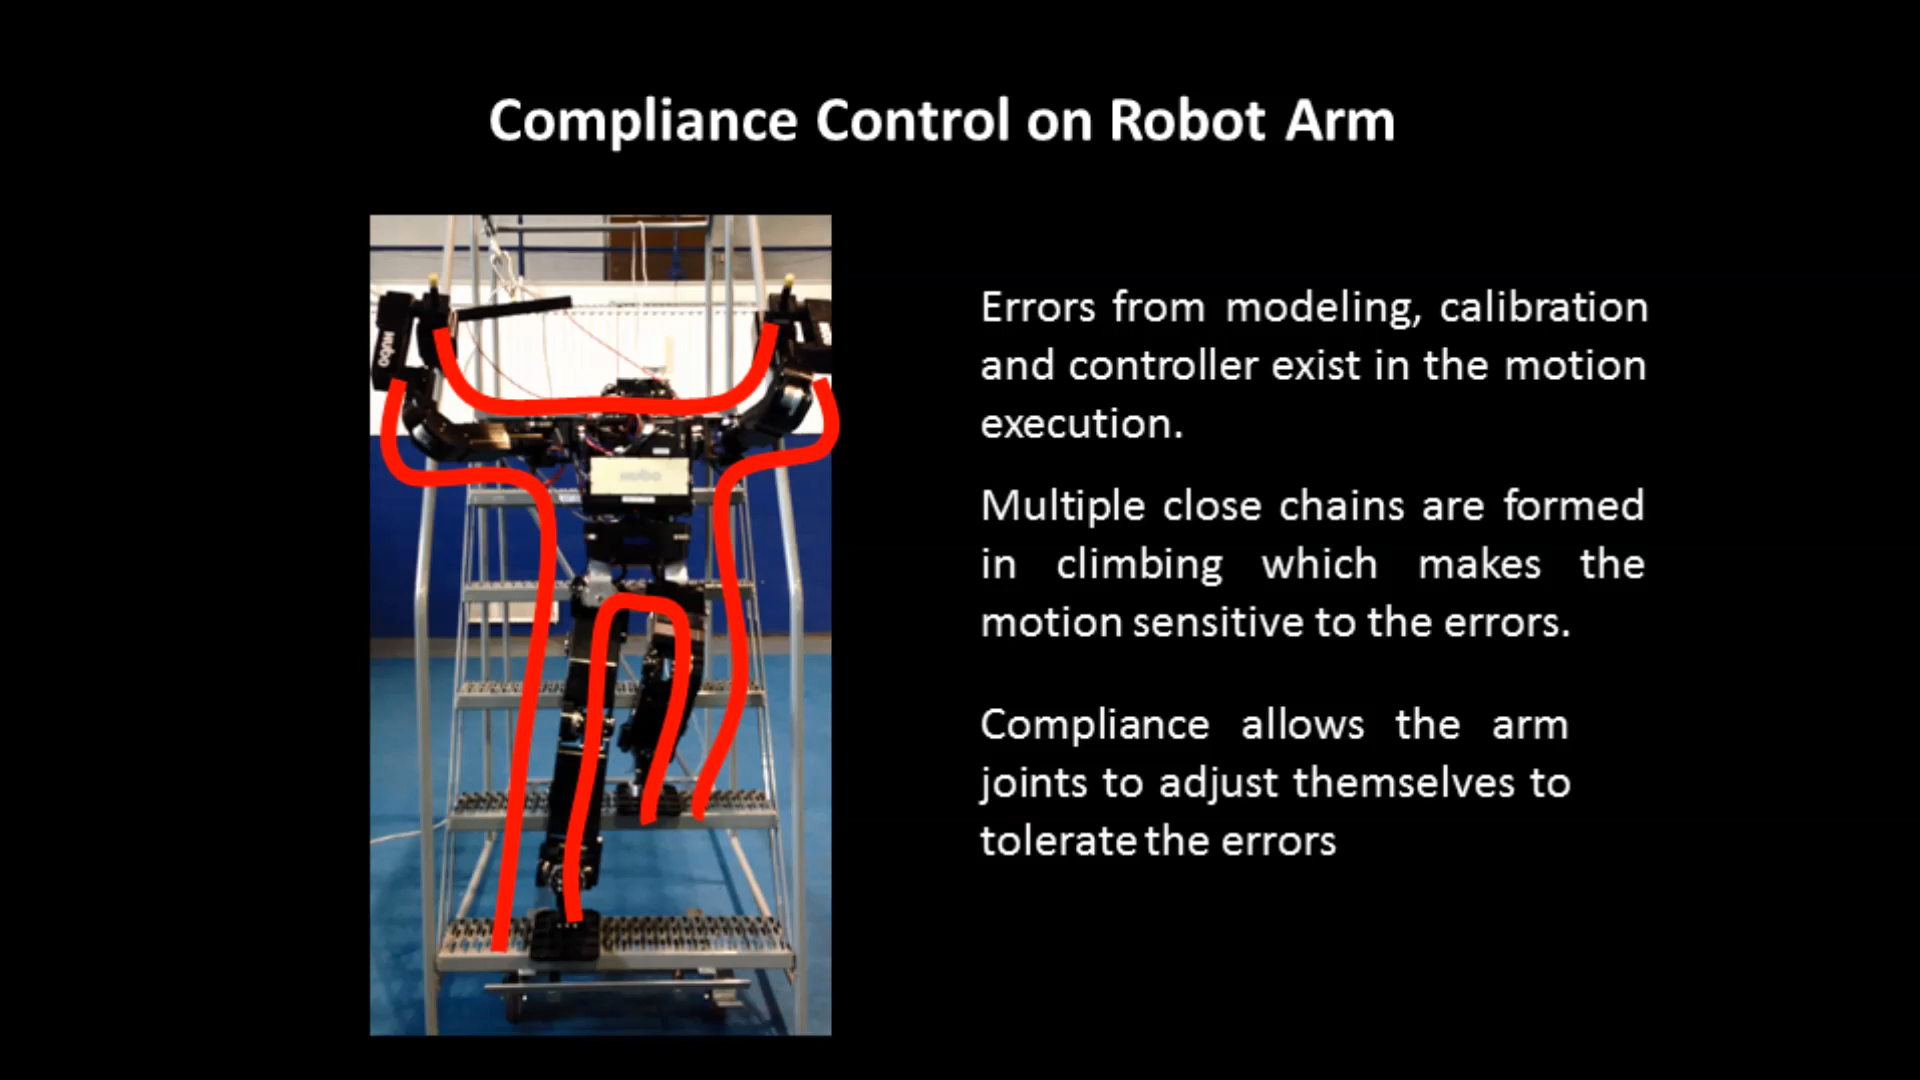 Compliance Control on Robot Arm
Errors from modeling, calibration
and controller exist in the motion
execution.
Multiple close chains are formed
in climbing which makes the
motion sensitive to the errors.
Compliance allows the arm
joints to adjust themselves to
tolerate the errors
HUBO